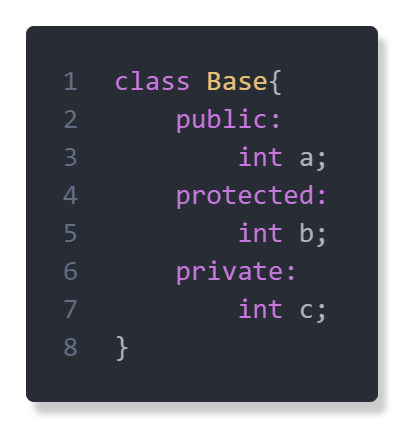 1 class Base{
2     public:
3         int a;
4     protected:
5         int b;
6     private:
7         int c;
8 }